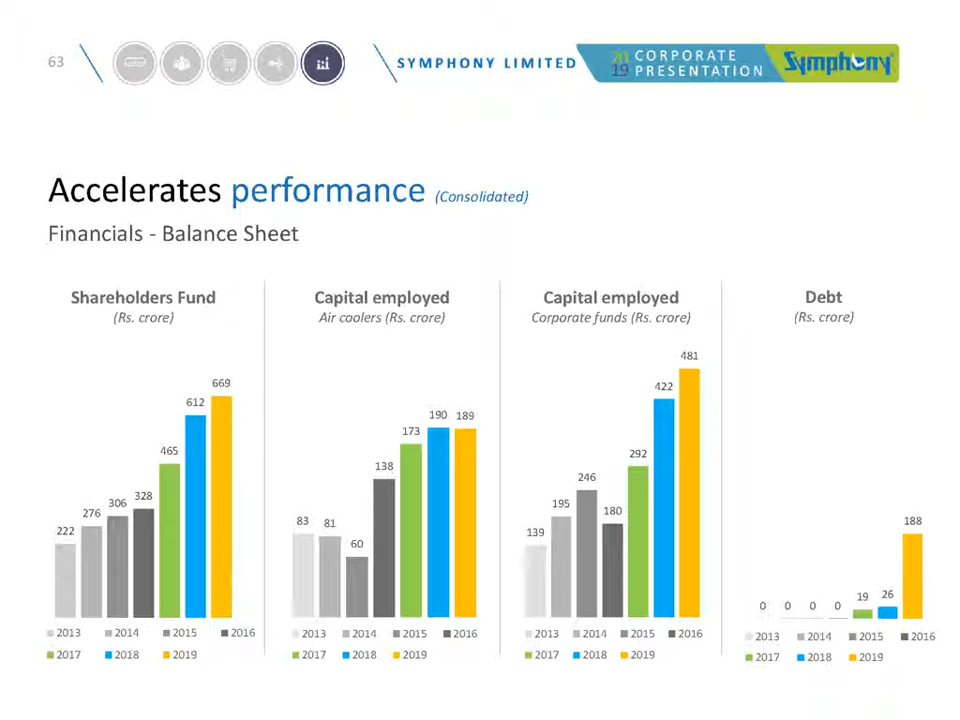 63
SYMPHONY LIMITED
2019
CORPORATE
PRESENTATION
Symphony
Accelerates performance (Consolidated)
Financials - Balance Sheet
Shareholders Fund
(Rs. crore)
222
276
306
328
465
612
669
2013 2014 2015 2016
2017 2018 2019
Capital employed
Air coolers (Rs. crore)
83
81
60
138
173
190
189
2013 2014 2015 2016
2017 2018 2019
Capital employed
Corporate funds (Rs. crore)
139
195
246
180
292
422
481
2013 2014 2015 2016
2017 2018 2019
Debt
(Rs. crore)
0 0 0 0
19
26
188
2013 2014 2015 2016
2017 2018 2019